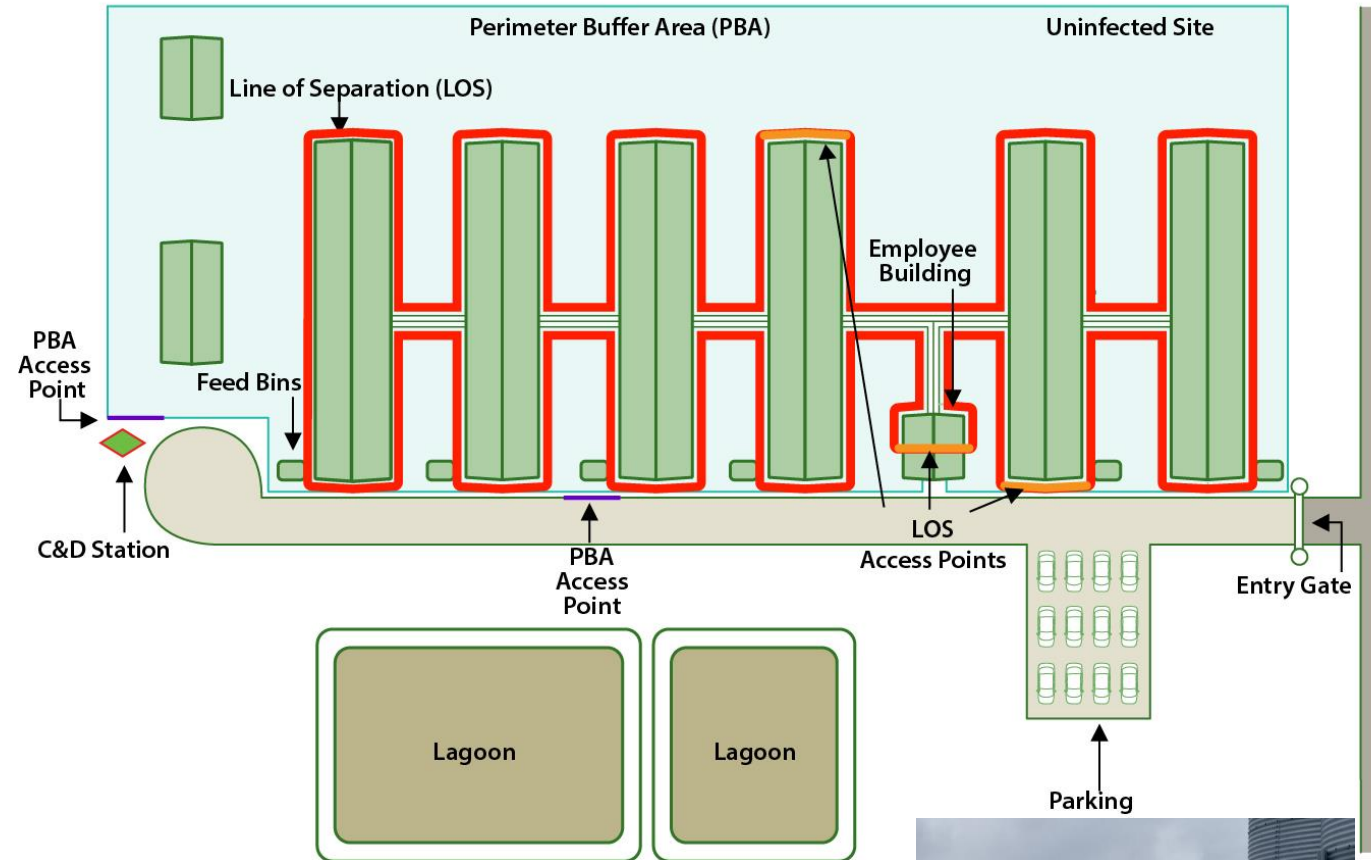 Perimeter Buffer Area (PBA)
Uninfected Site
Line of Separation (LOS)
Employee
Building
PBA
Access
Point
Feed Bins
C&D Station
PBA
Access
Point
LOS
Access Points
Entry Gate
Lagoon
Lagoon
Parking